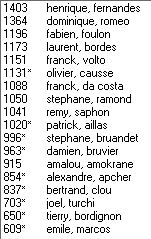 1403 henrique, fernandes
1364 dominique, romeo
1196 fabien, foulon
1173 laurent, bordes
1151 franck, volto
1131* olivier, causse
1088 franck, da costa
1050 stephane, ramond
1041 remy, saphon
1020* patrick, aillas
996* stephane, bruandet
963* damien, bruvier
915 amalou, amokrane
854* alexandre, apcher
837* bertrand, clou
703* joel, turchi
650* tierry, bordignon
609* emile, marcos